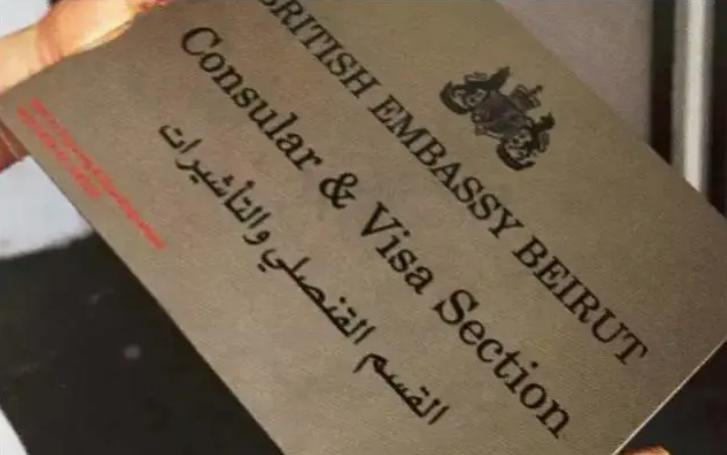 BRITISH EMBASSY BEIRUT
Consular & Visa Section
القسم القنصلي والتأشيرات